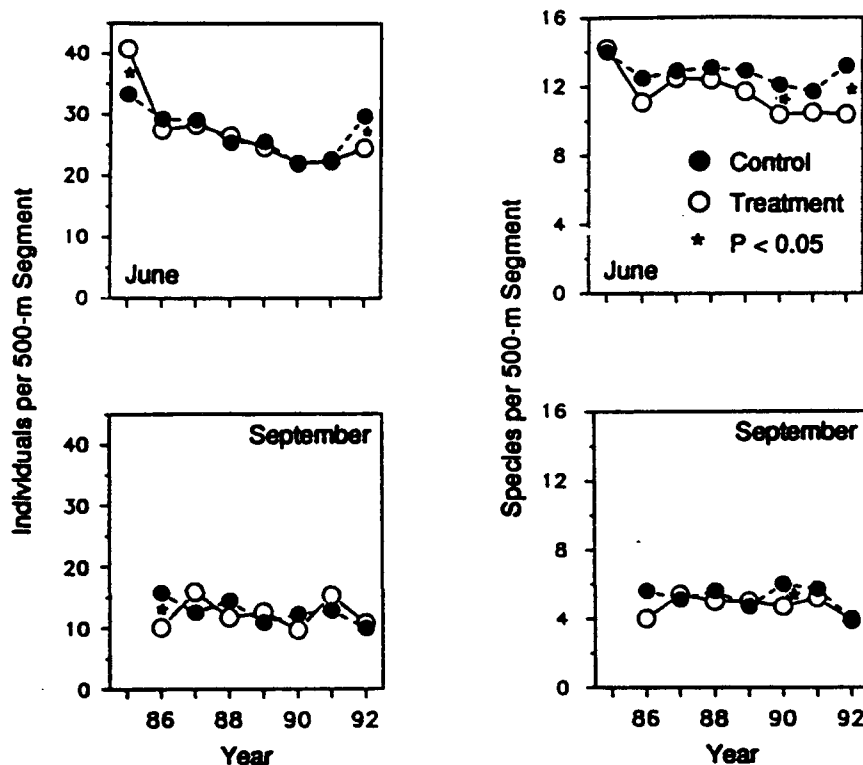 Individuals per 500-m Segment
40
30
20
10
0
June
Species per 500-m Segment
16
12
8
4
0
Control
Treatment
* P < 0.05
June
40
30
20
10
0
September
86 88 90 92
Year
16
12
8
4
0
September
86 88 90 92
Year